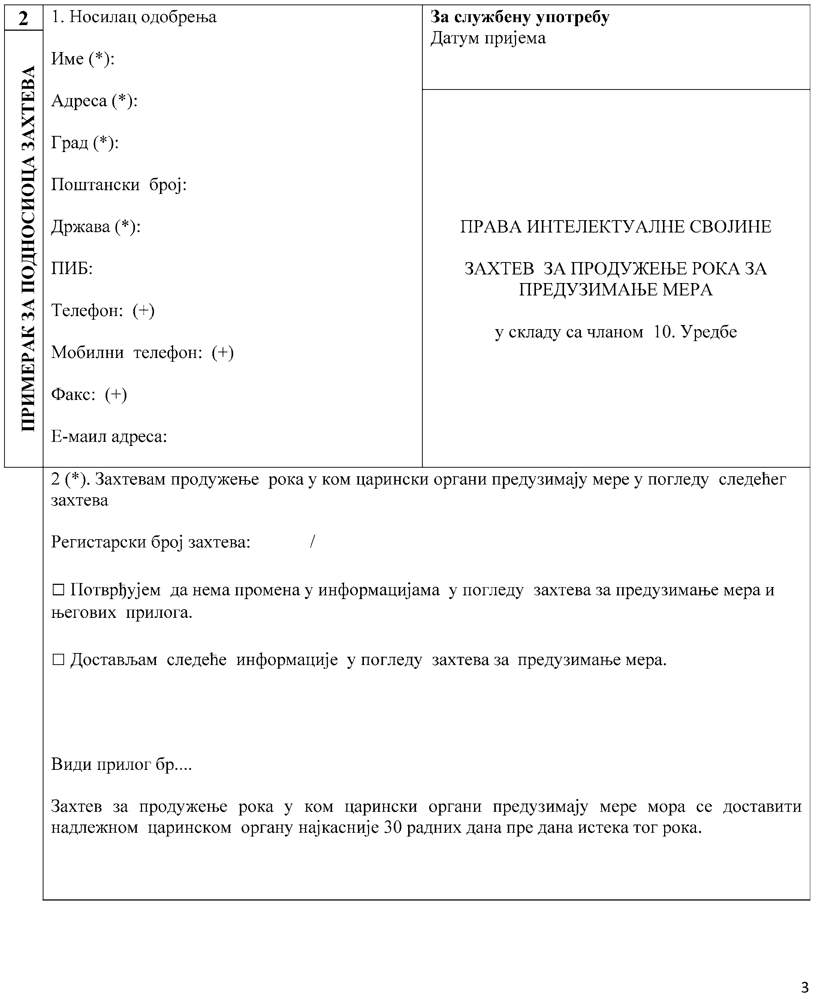 2
ПРИМЕРАК ЗА ПОДНОСИОЦА ЗАХТЕВА
1. Носилац одобрења
Име (*):
Адреса (*):
Град (*):
Поштански број:
Држава (*):
ПИБ:
Телефон: (+)
Мобилни телефон: (+)
Факс: (+)
Е-маил адреса:
За службену употребу
Датум пријема
ПРАВА ИНТЕЛЕКТУАЛНЕ СВОЈИНЕ
ЗАХТЕВ ЗА ПРОДУЖЕЊЕ РОКА ЗА
ПРЕДУЗИМАЊЕ МЕРА
у складу са чланом 10. Уредбе
2 (*). Захтевам продужење рока у ком царински органи предузимају мере у погледу следећег
захтева
Регистарски број захтева: /
□ Потврђујем да нема промена у информацијама у погледу захтева за предузимање мера и
његових прилога.
□ Достављам следеће информације у погледу захтева за предузимање мера.
Види прилог бр....
Захтев за продужење рока у ком царински органи предузимају мере мора се доставити
надлежном царинском органу најкасније 30 радних дана пре дана истека тог рока.
3